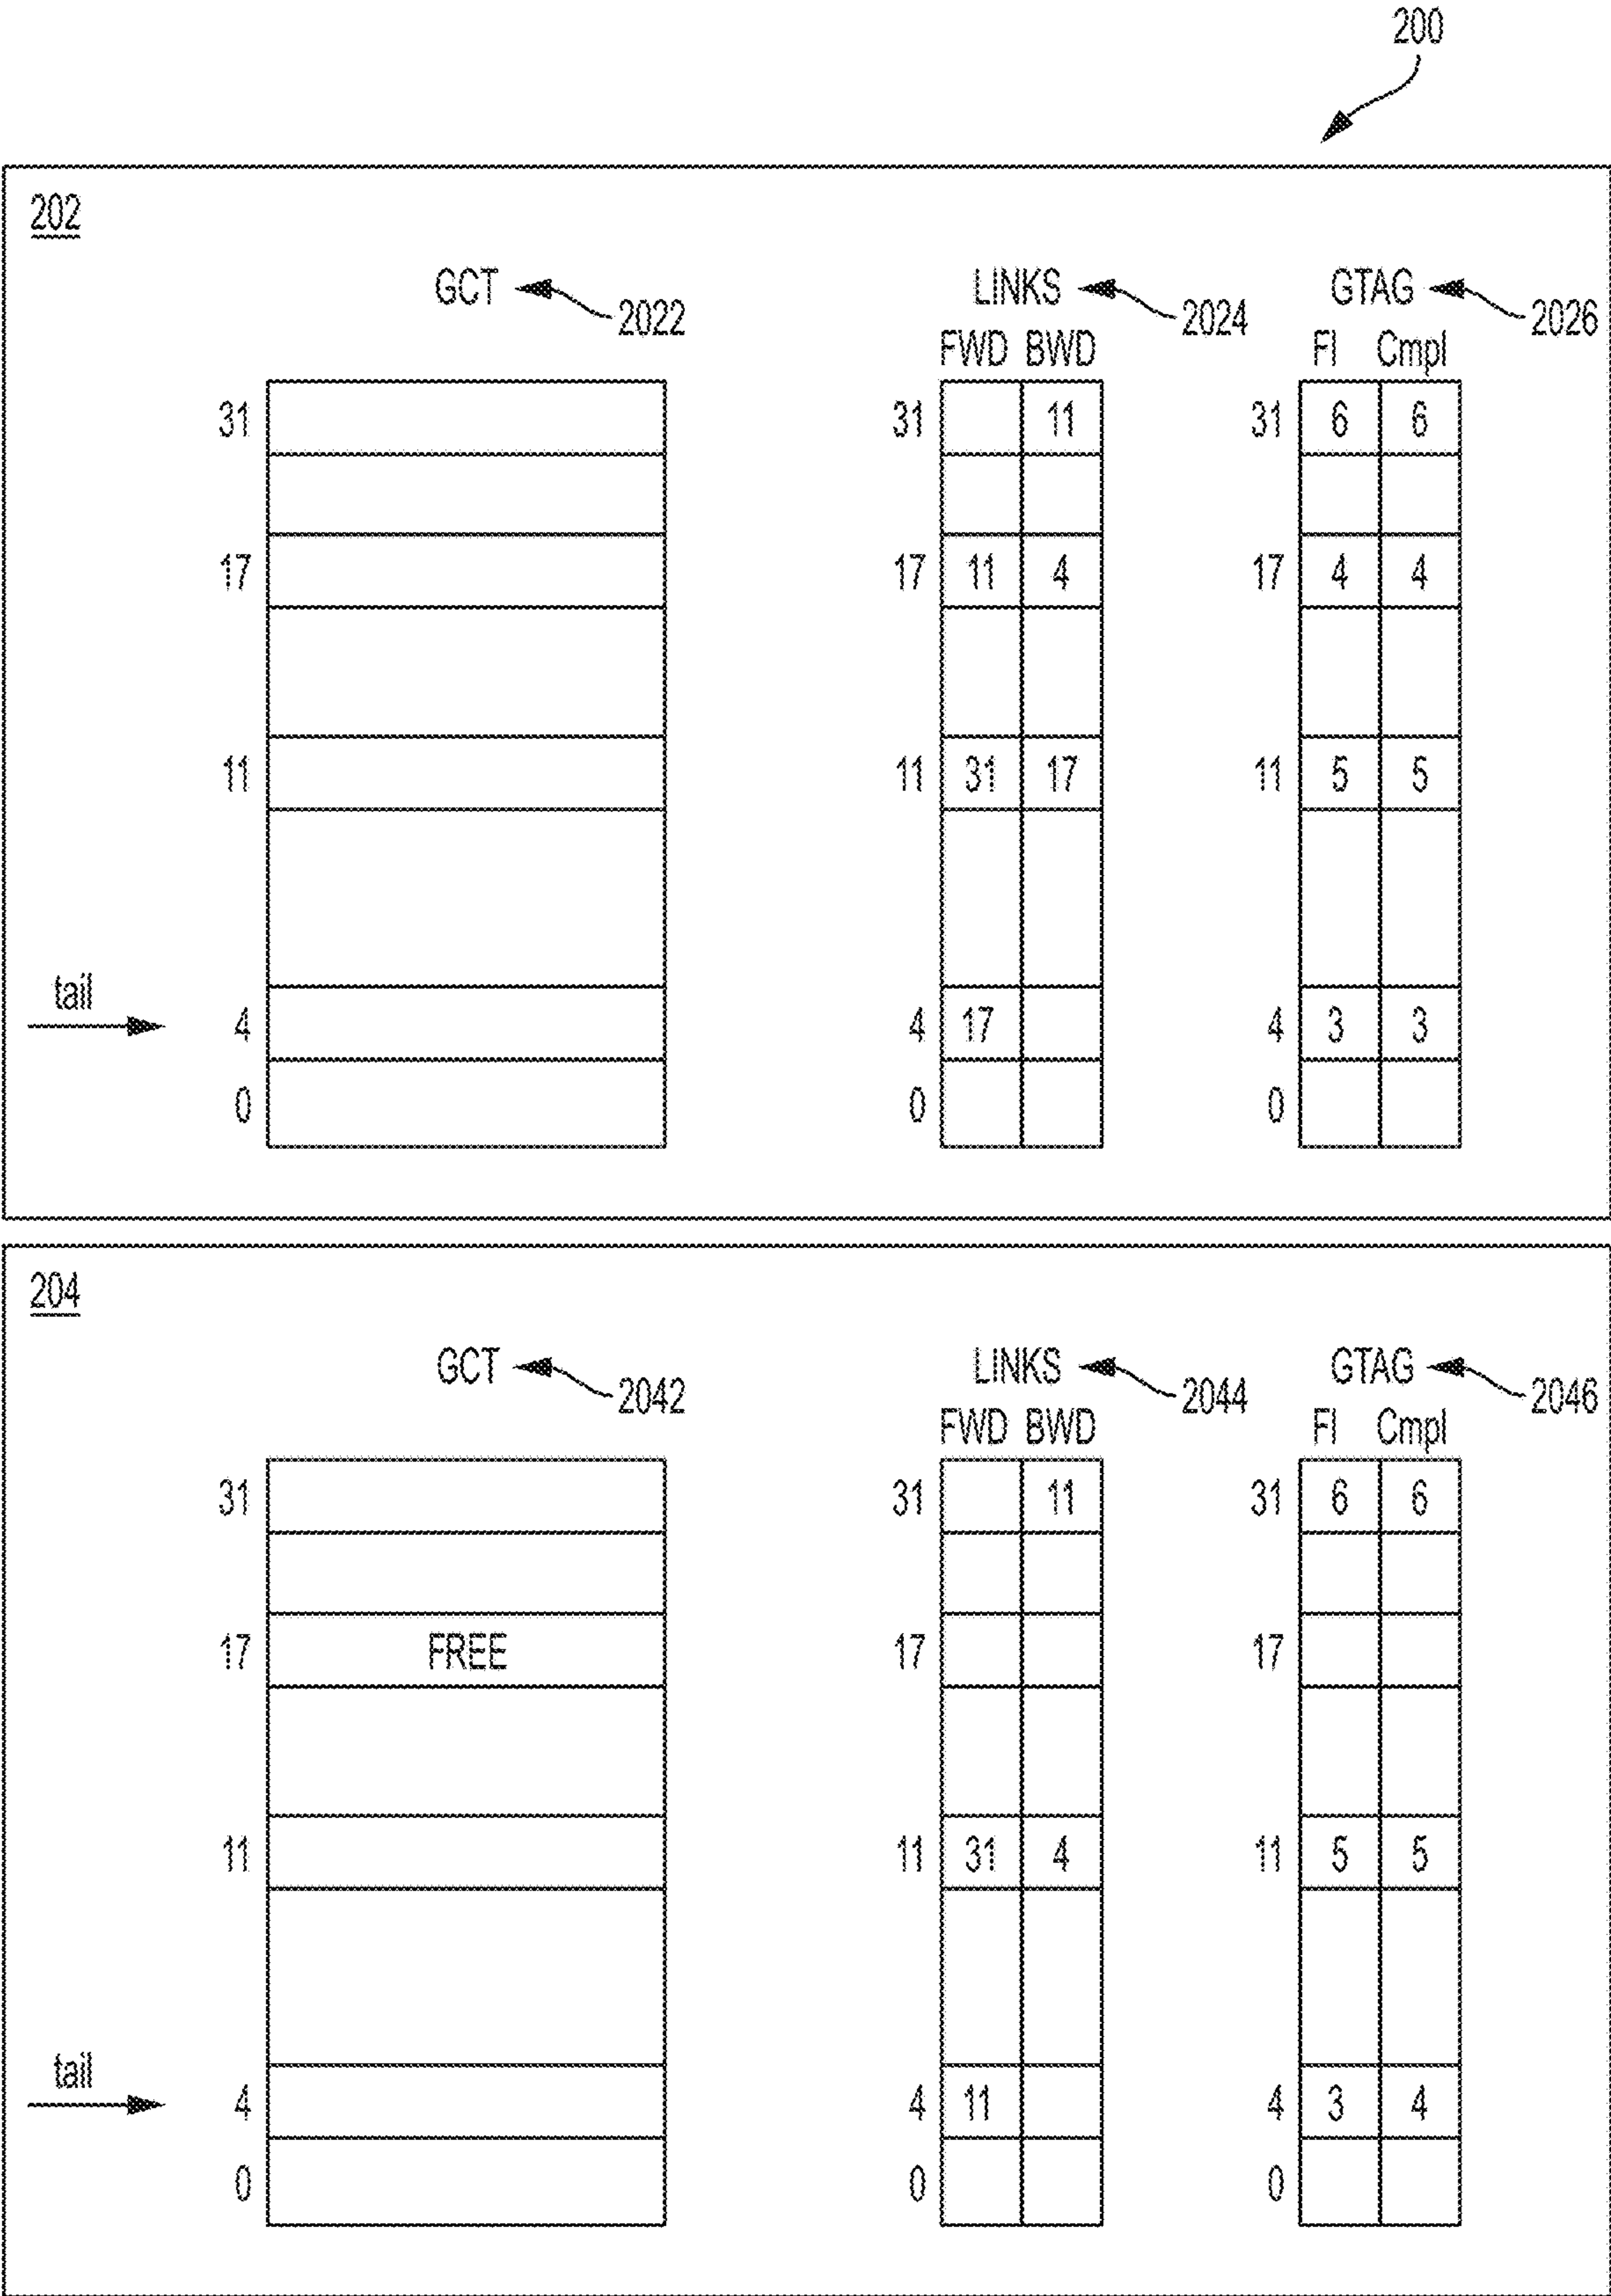 200
202
GCT 2022 LINKS 2024 GTAG 2026
FWD BWD Fl Cmpl
31 31 11 31 6 6
17 17 11 4 17 4 4
11 11 31 17 11 5 5
tail
4 4 17 4 3 3
0 0 0
204
GCT 2042 LINKS 2044 GTAG 2046
FWD BWD Fl Cmpl
31 31 11 31 6 6
17 FREE 17 17
11 11 31 4 11 5 5
tail
4 4 11 4 3 4
0 0 0